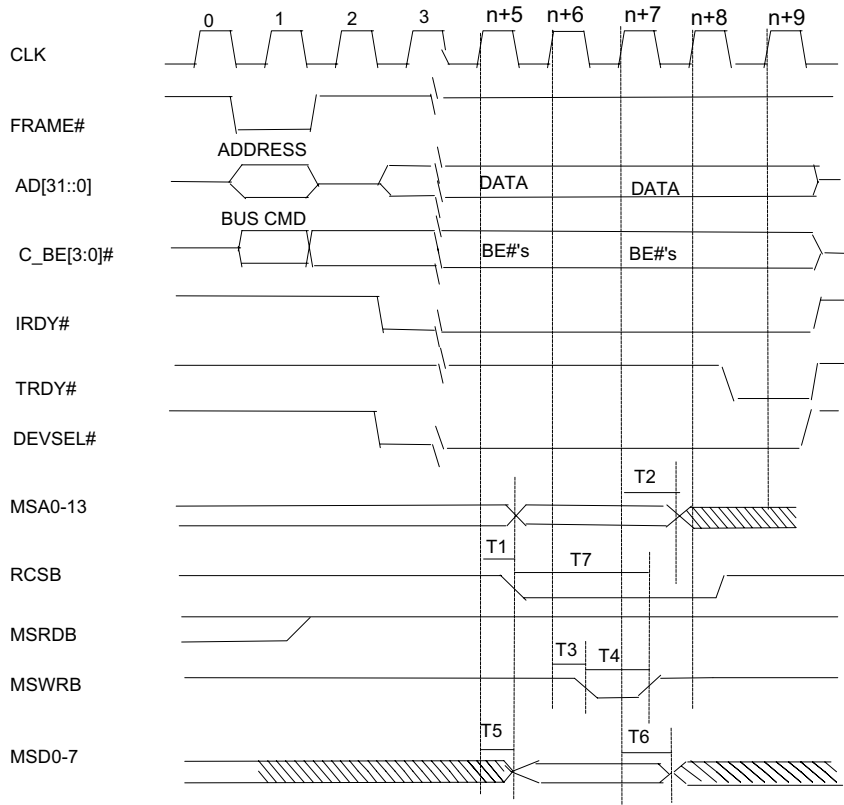 0 1 2 3 n+5 n+6 n+7 n+8 n+9
CLK
FRAME#
ADDRESS
AD[31::0] DATA DATA
BUS CMD
C_BE[3:0]# BE#'s BE#'s
IRDY#
TRDY#
DEVSEL#
T2
MSA0-13
T1 T7
RCSB
MSRDB
T3 T4
MSWRB
T5 T6
MSD0-7